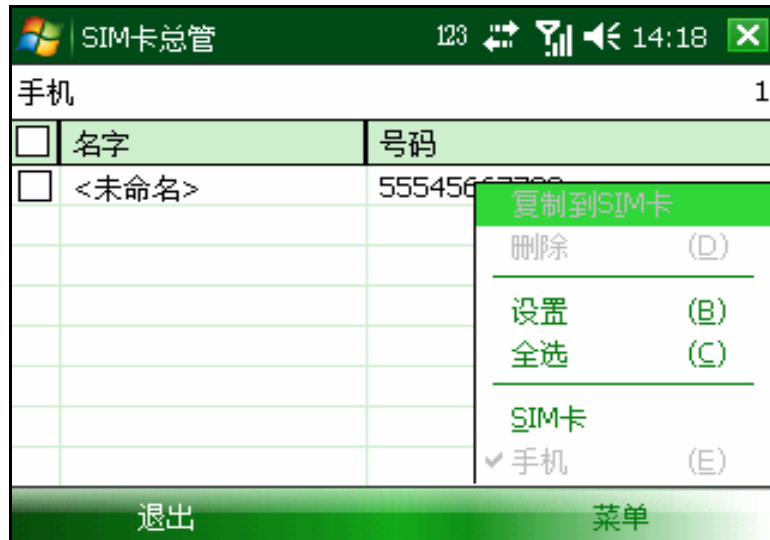 SIM卡总管 123 14:18
手机 1
名字 号码
<未命名>
复制到SIM卡
删除 (D)
设置 (B)
全选 (C)
SIM卡
手机 (E)
退出 菜单